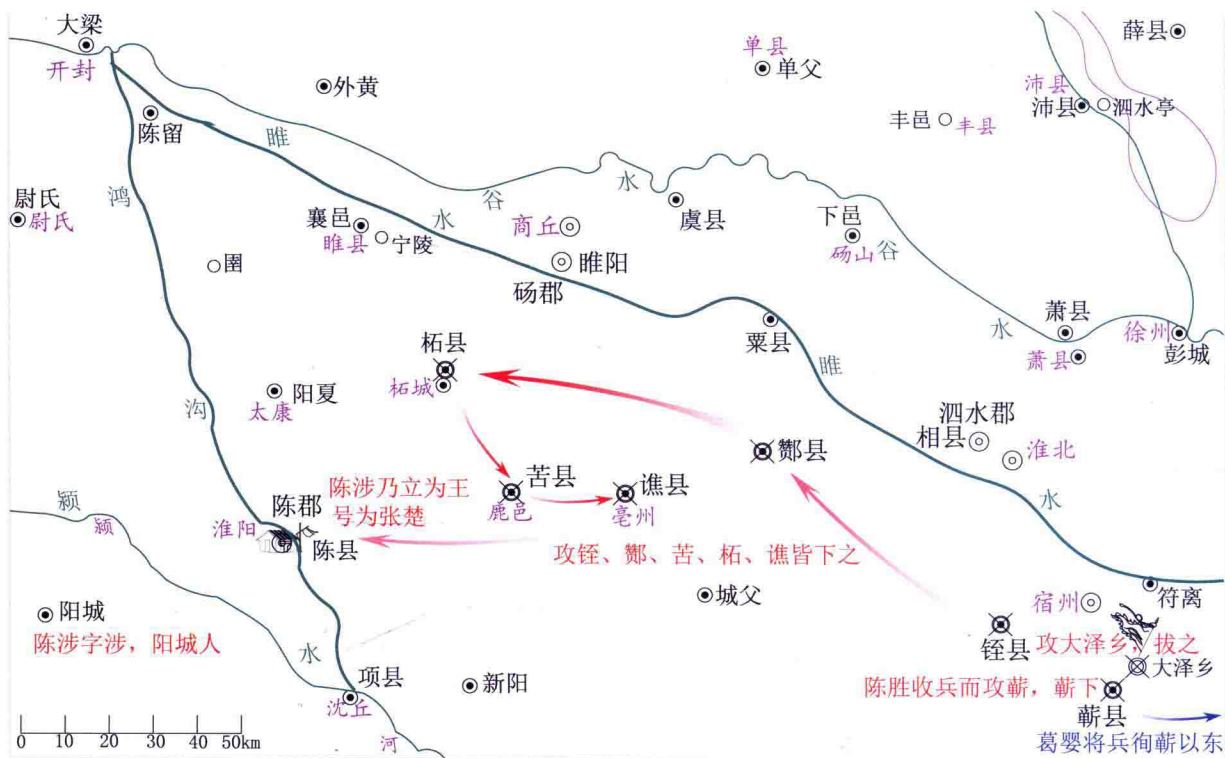 大梁
开封
外黄
单县
单父
薛县
沛县
沛县
泗水亭
丰邑
丰县
陈留
睢
水
鸿
沟
尉氏
尉氏
襄邑
睢县
宁陵
谷
水
商丘
虞县
下邑
砀山
谷
水
睢阳
砀郡
粟县
睢
水
萧县
萧县
徐州
彭城
柘县
柘城
阳夏
太康
泗水郡
相县
淮北
酂县
苦县
鹿邑
谯县
亳州
陈涉乃立为王
号为张楚
陈郡
淮阳
陈县
攻铚、酂、苦、柘、谯皆下之
颍
颍
水
河
阳城
陈涉字涉，阳城人
城父
宿州
符离
铚县
攻大泽乡，拔之
大泽乡
陈胜收兵而攻蕲，蕲下
蕲县
葛婴将兵徇蕲以东
项县
沈丘
新阳
0 10 20 30 40 50km